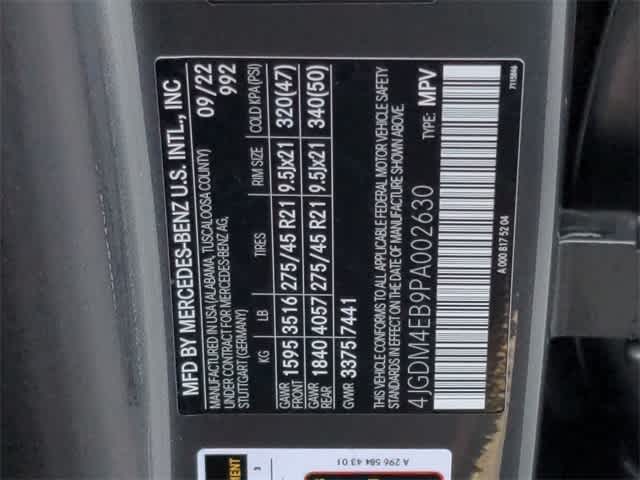 MFD BY MERCEDES-BENZ U.S. INTL., INC
MANUFACTURED IN USA (ALABAMA, TUSCALOOSA COUNTY) 09/22
UNDER CONTRACT FOR MERCEDES-BENZ AG, 992
STUTTGART (GERMANY)
KG LB TIRES RIM SIZE COLD KPA (PSI)
GAWR FRONT 1595 3516 275/45 R21 9.5Jx21 320(47)
GAWR REAR 1840 4057 275/45 R21 9.5Jx21 340(50)
GVWR 3375 7441
THIS VEHICLE CONFORMS TO ALL APPLICABLE FEDERAL MOTOR VEHICLE SAFETY
STANDARDS IN EFFECT ON THE DATE OF MANUFACTURE SHOWN ABOVE.
4JGDM4EB9PA002630 TYPE: MPV
A 000 817 52 04
A 296 584 43 01
3